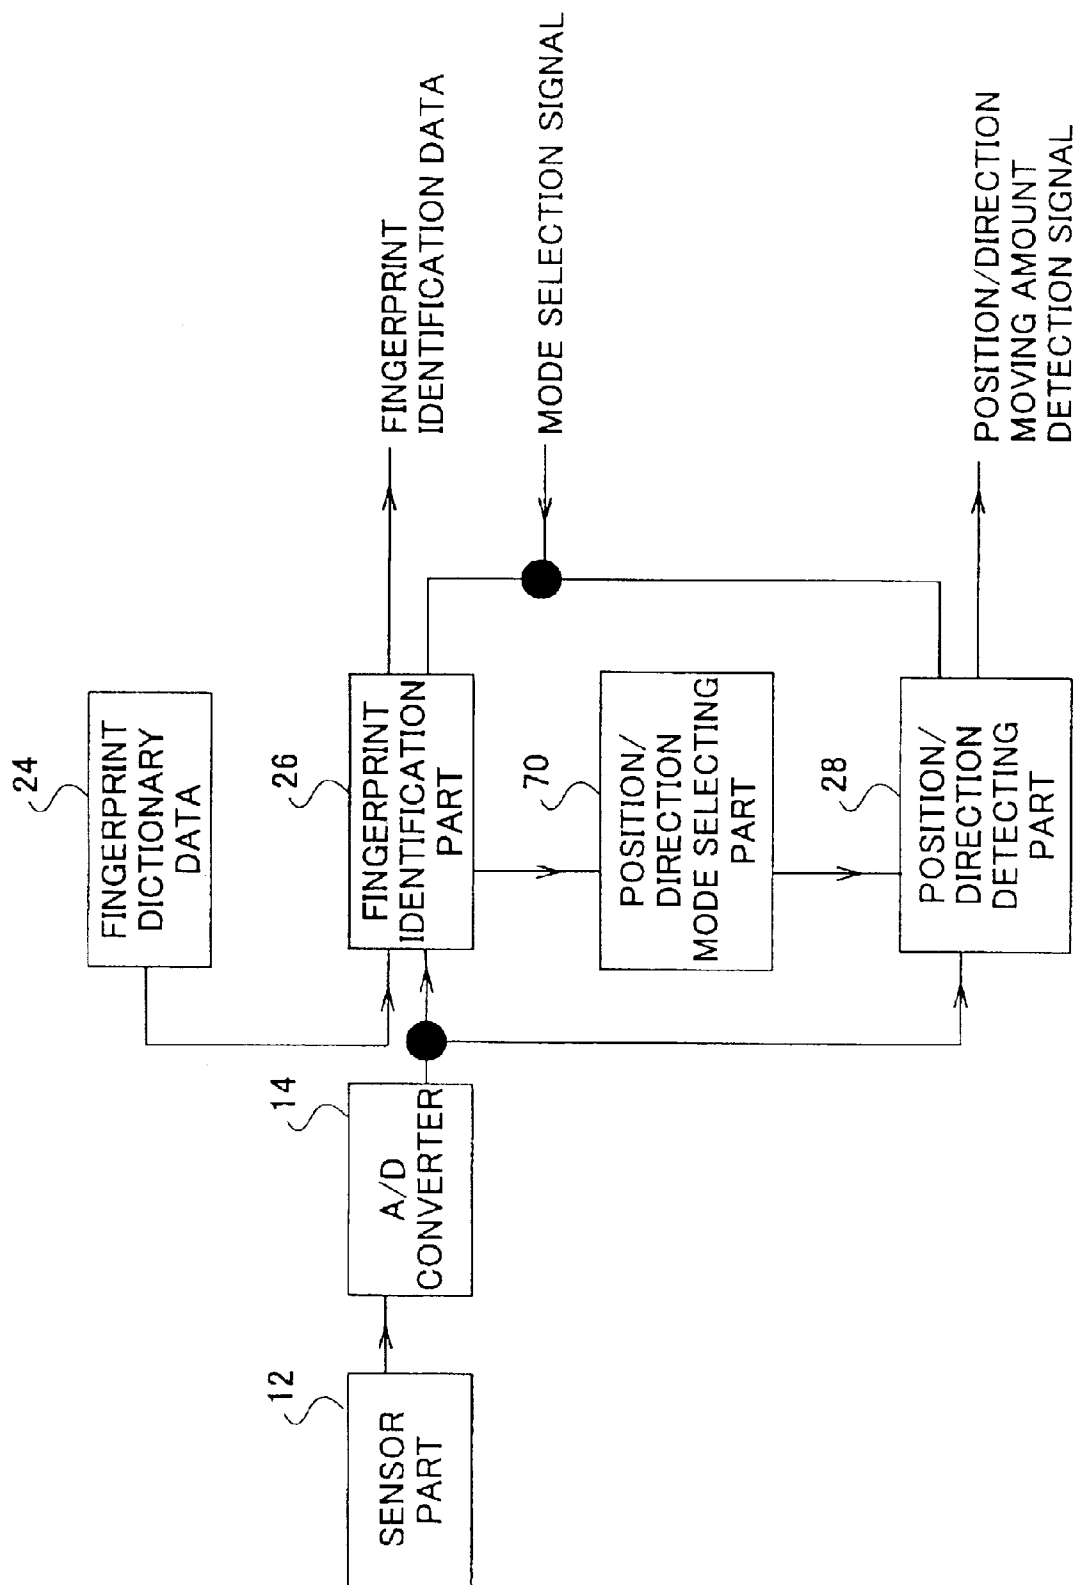 24
FINGERPRINT
DICTIONARY
DATA
12
SENSOR
PART
14
A/D
CONVERTER
26
FINGERPRINT
IDENTIFICATION
PART
FINGERPRINT
IDENTIFICATION DATA
MODE SELECTION SIGNAL
70
POSITION/
DIRECTION
MODE SELECTING
PART
28
POSITION/
DIRECTION
DETECTING
PART
POSITION/DIRECTION
MOVING AMOUNT
DETECTION SIGNAL